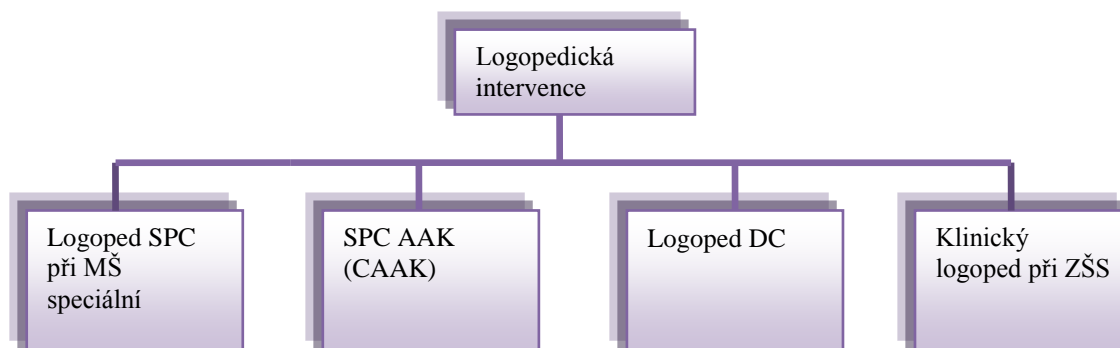 Logopedická
intervence
Logoped SPC
při MŠ
speciální
SPC AAK
(CAAK)
Logoped DC
Klinický
logoped při ZŠS